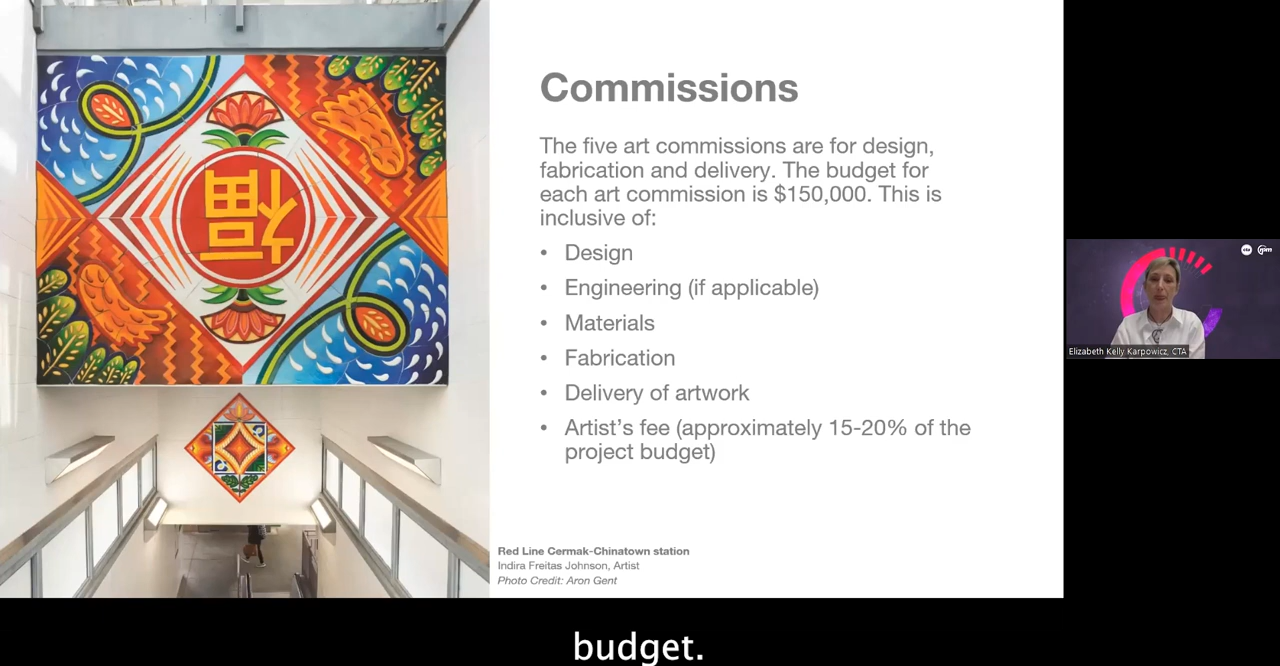 福
Commissions
The five art commissions are for design,
fabrication and delivery. The budget for
each art commission is $150,000. This is
inclusive of:
• Design
• Engineering (if applicable)
• Materials
• Fabrication
• Delivery of artwork
• Artist’s fee (approximately 15-20% of the
project budget)
Red Line Cermak-Chinatown station
Indira Freitas Johnson, Artist
Photo Credit: Aron Gent
cta
rpm
Elizabeth Kelly Karpowicz, CTA
budget.